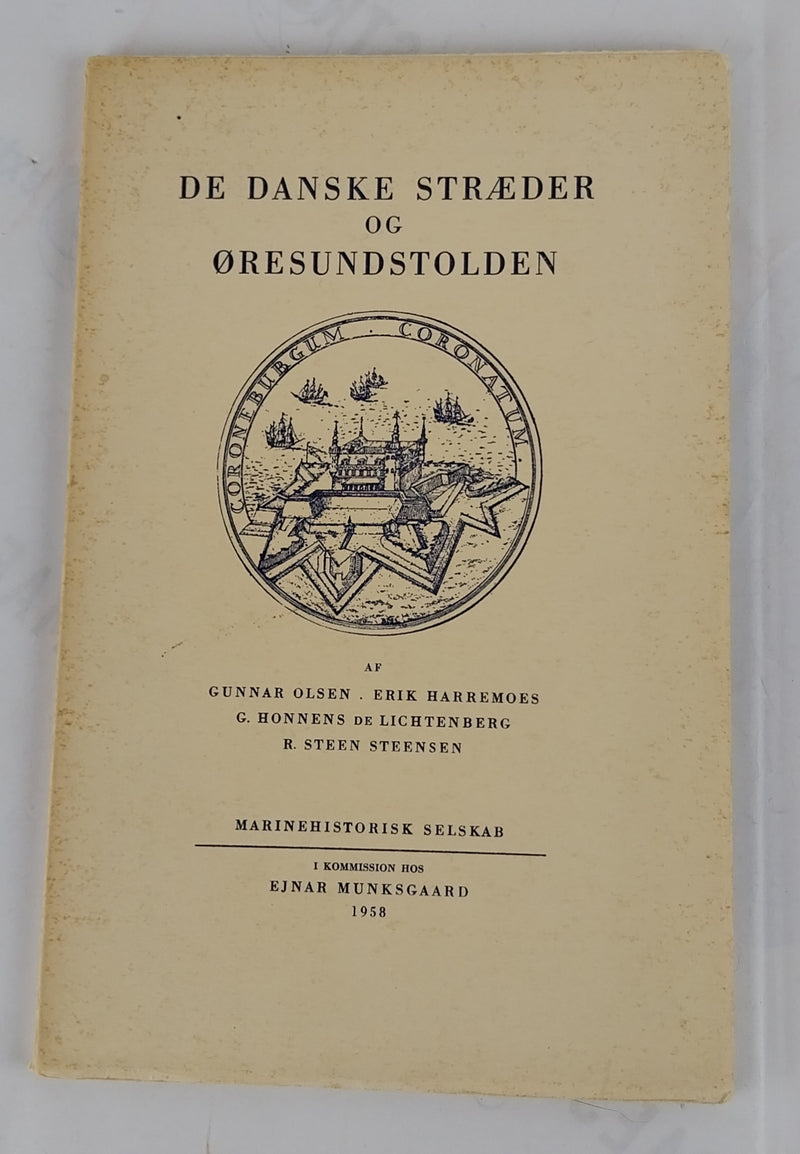 DE DANSKE STRÆDER
OG
ØRESUNDSTOLDEN
CORONEBURGUM . CORONATUM.
AF
GUNNAR OLSEN . ERIK HARREMOES
G. HONNENS DE LICHTENBERG
R. STEEN STEENSEN
MARINEHISTORISK SELSKAB
I KOMMISSION HOS
EJNAR MUNKSGAARD
1958